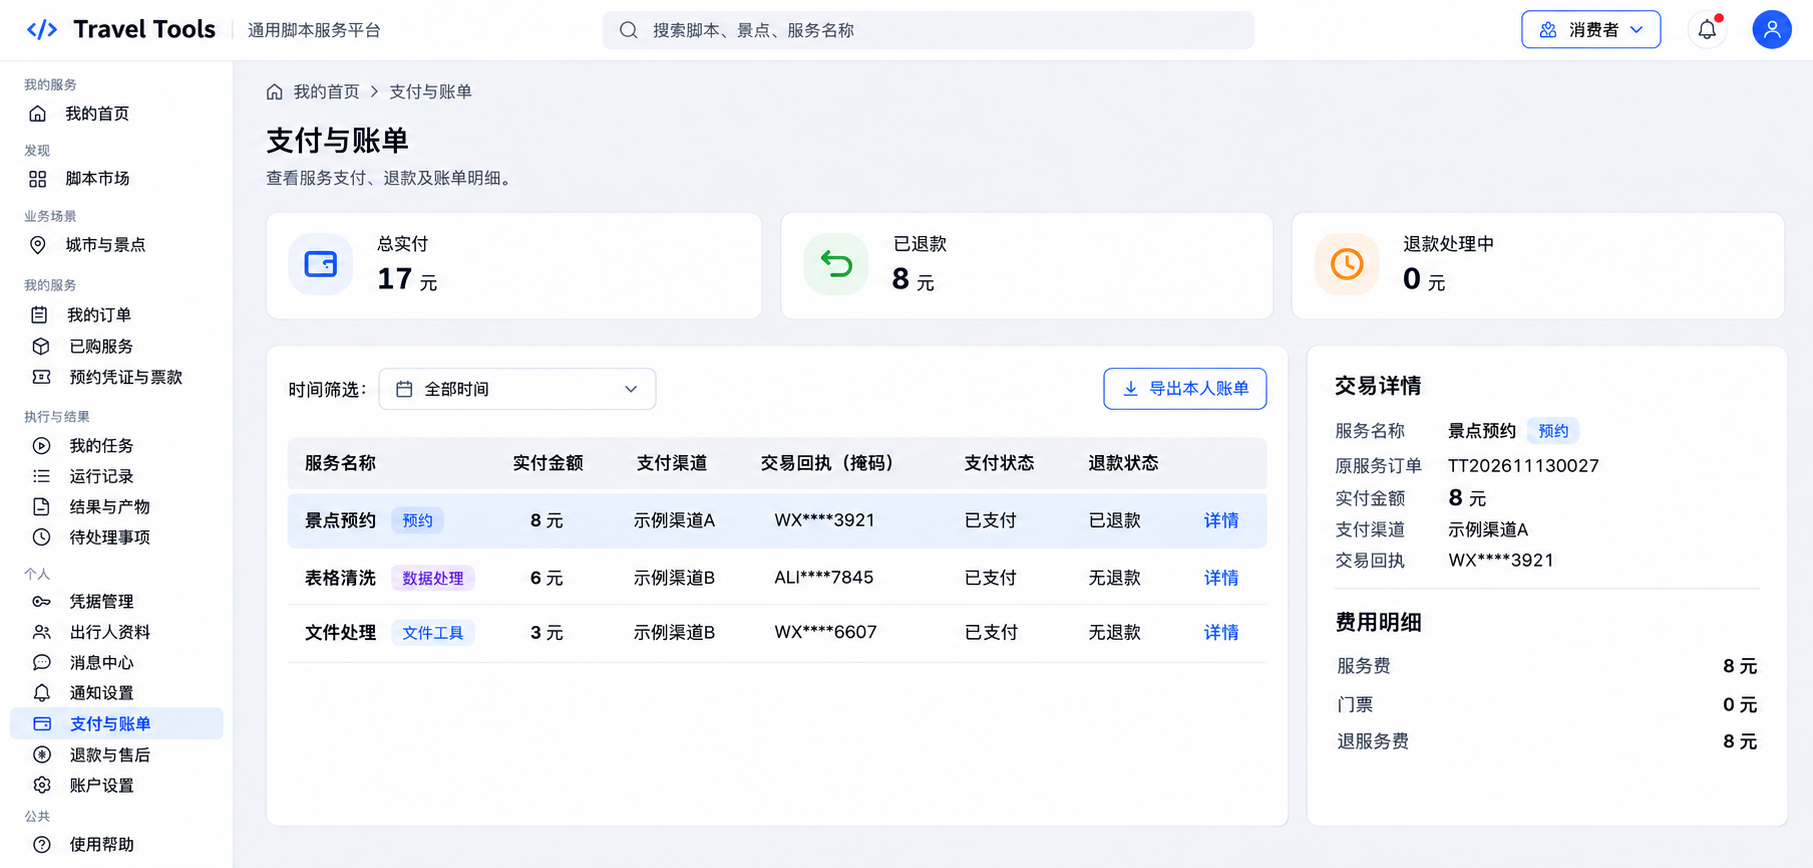 </> Travel Tools 通用脚本服务平台
搜索脚本、景点、服务名称
消费者
我的服务
我的首页
发现
脚本市场
业务场景
城市与景点
我的服务
我的订单
已购服务
预约凭证与票款
执行与结果
我的任务
运行记录
结果与产物
待处理事项
个人
凭据管理
出行人资料
消息中心
通知设置
支付与账单
退款与售后
账户设置
公共
使用帮助
我的首页 > 支付与账单
支付与账单
查看服务支付、退款及账单明细。
总实付
17 元
已退款
8 元
退款处理中
0 元
时间筛选: 全部时间 导出本人账单
服务名称 实付金额 支付渠道 交易回执（掩码） 支付状态 退款状态
景点预约 预约 8 元 示例渠道A WX****3921 已支付 已退款 详情
表格清洗 数据处理 6 元 示例渠道B ALI****7845 已支付 无退款 详情
文件处理 文件工具 3 元 示例渠道B WX****6607 已支付 无退款 详情
交易详情
服务名称 景点预约 预约
原服务订单 TT202611130027
实付金额 8 元
支付渠道 示例渠道A
交易回执 WX****3921
费用明细
服务费 8 元
门票 0 元
退服务费 8 元